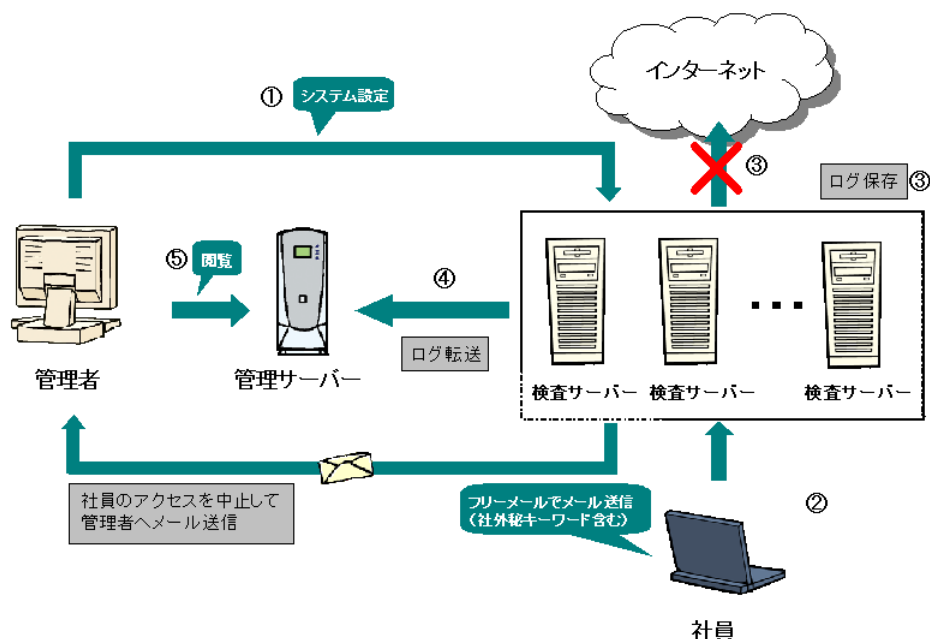 インターネット
① システム設定
③
ログ保存 ③
⑤ 閲覧
④
ログ転送
管理者
管理サーバー
検査サーバー 検査サーバー 検査サーバー
社員のアクセスを中止して
管理者へメール送信
フリーメールでメール送信
(社外秘キーワード含む)
②
社員